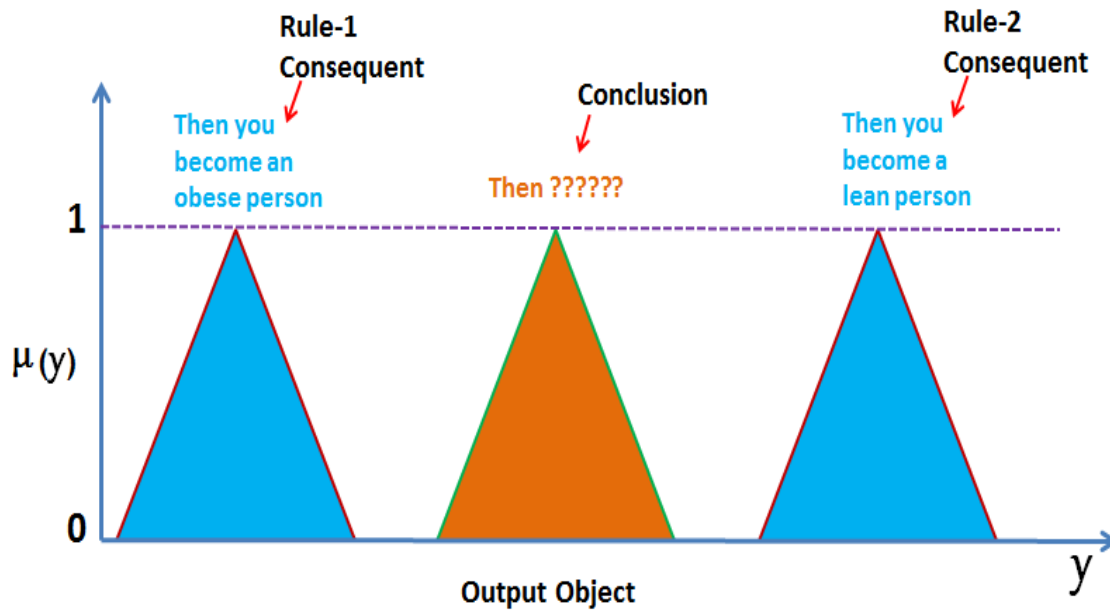 Rule-1
Consequent
Then you
become an
obese person
Conclusion
Then ??????
Rule-2
Consequent
Then you
become a
lean person
1
μ(y)
0
y
Output Object